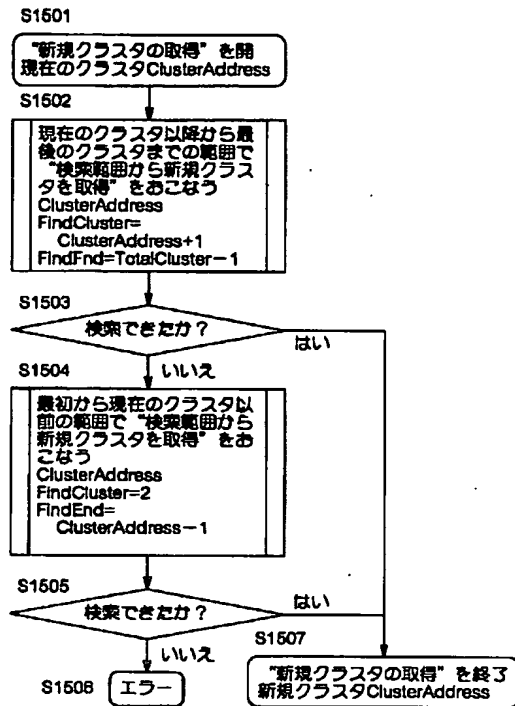 S1501
“新規クラスタの取得”を開
現在のクラスタClusterAddress
S1502
現在のクラスタ以降から最
後のクラスタまでの範囲で
“検索範囲から新規クラス
タを取得”をおこなう
ClusterAddress
FindCluster=
ClusterAddress+1
FindFnd=TotalCluster−1
S1503
検索できたか？
はい
いいえ
S1504
最初から現在のクラスタ以
前の範囲で“検索範囲から
新規クラスタを取得”をお
こなう
ClusterAddress
FindCluster=2
FindEnd=
ClusterAddress−1
S1505
検索できたか？
はい
いいえ
S1507
“新規クラスタの取得”を終了
新規クラスタClusterAddress
S1506
エラー